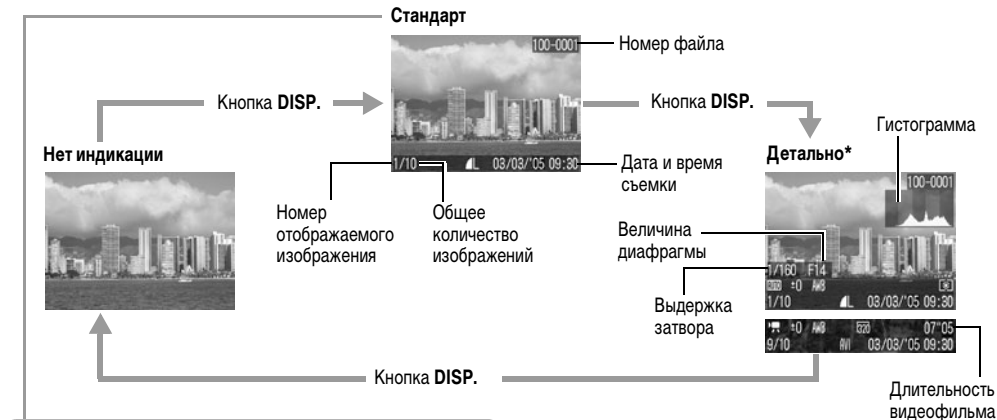 Стандарт
100-0001
Номер файла
Кнопка DISP.
Кнопка DISP.
Гистограмма
Нет индикации
1/10
L 03/03/'05 09:30
Дата и время
съемки
Детально*
100-0001
Номер
отображаемого
изображения
Общее
количество
изображений
Величина
диафрагмы
1/160 F14
AUTO ±0 AWB
1/10 L 03/03/'05 09:30
Выдержка
затвора
±0 AWB 320 07"05
9/10 AVI 03/03/'05 09:30
Кнопка DISP.
Длительность
видеофильма